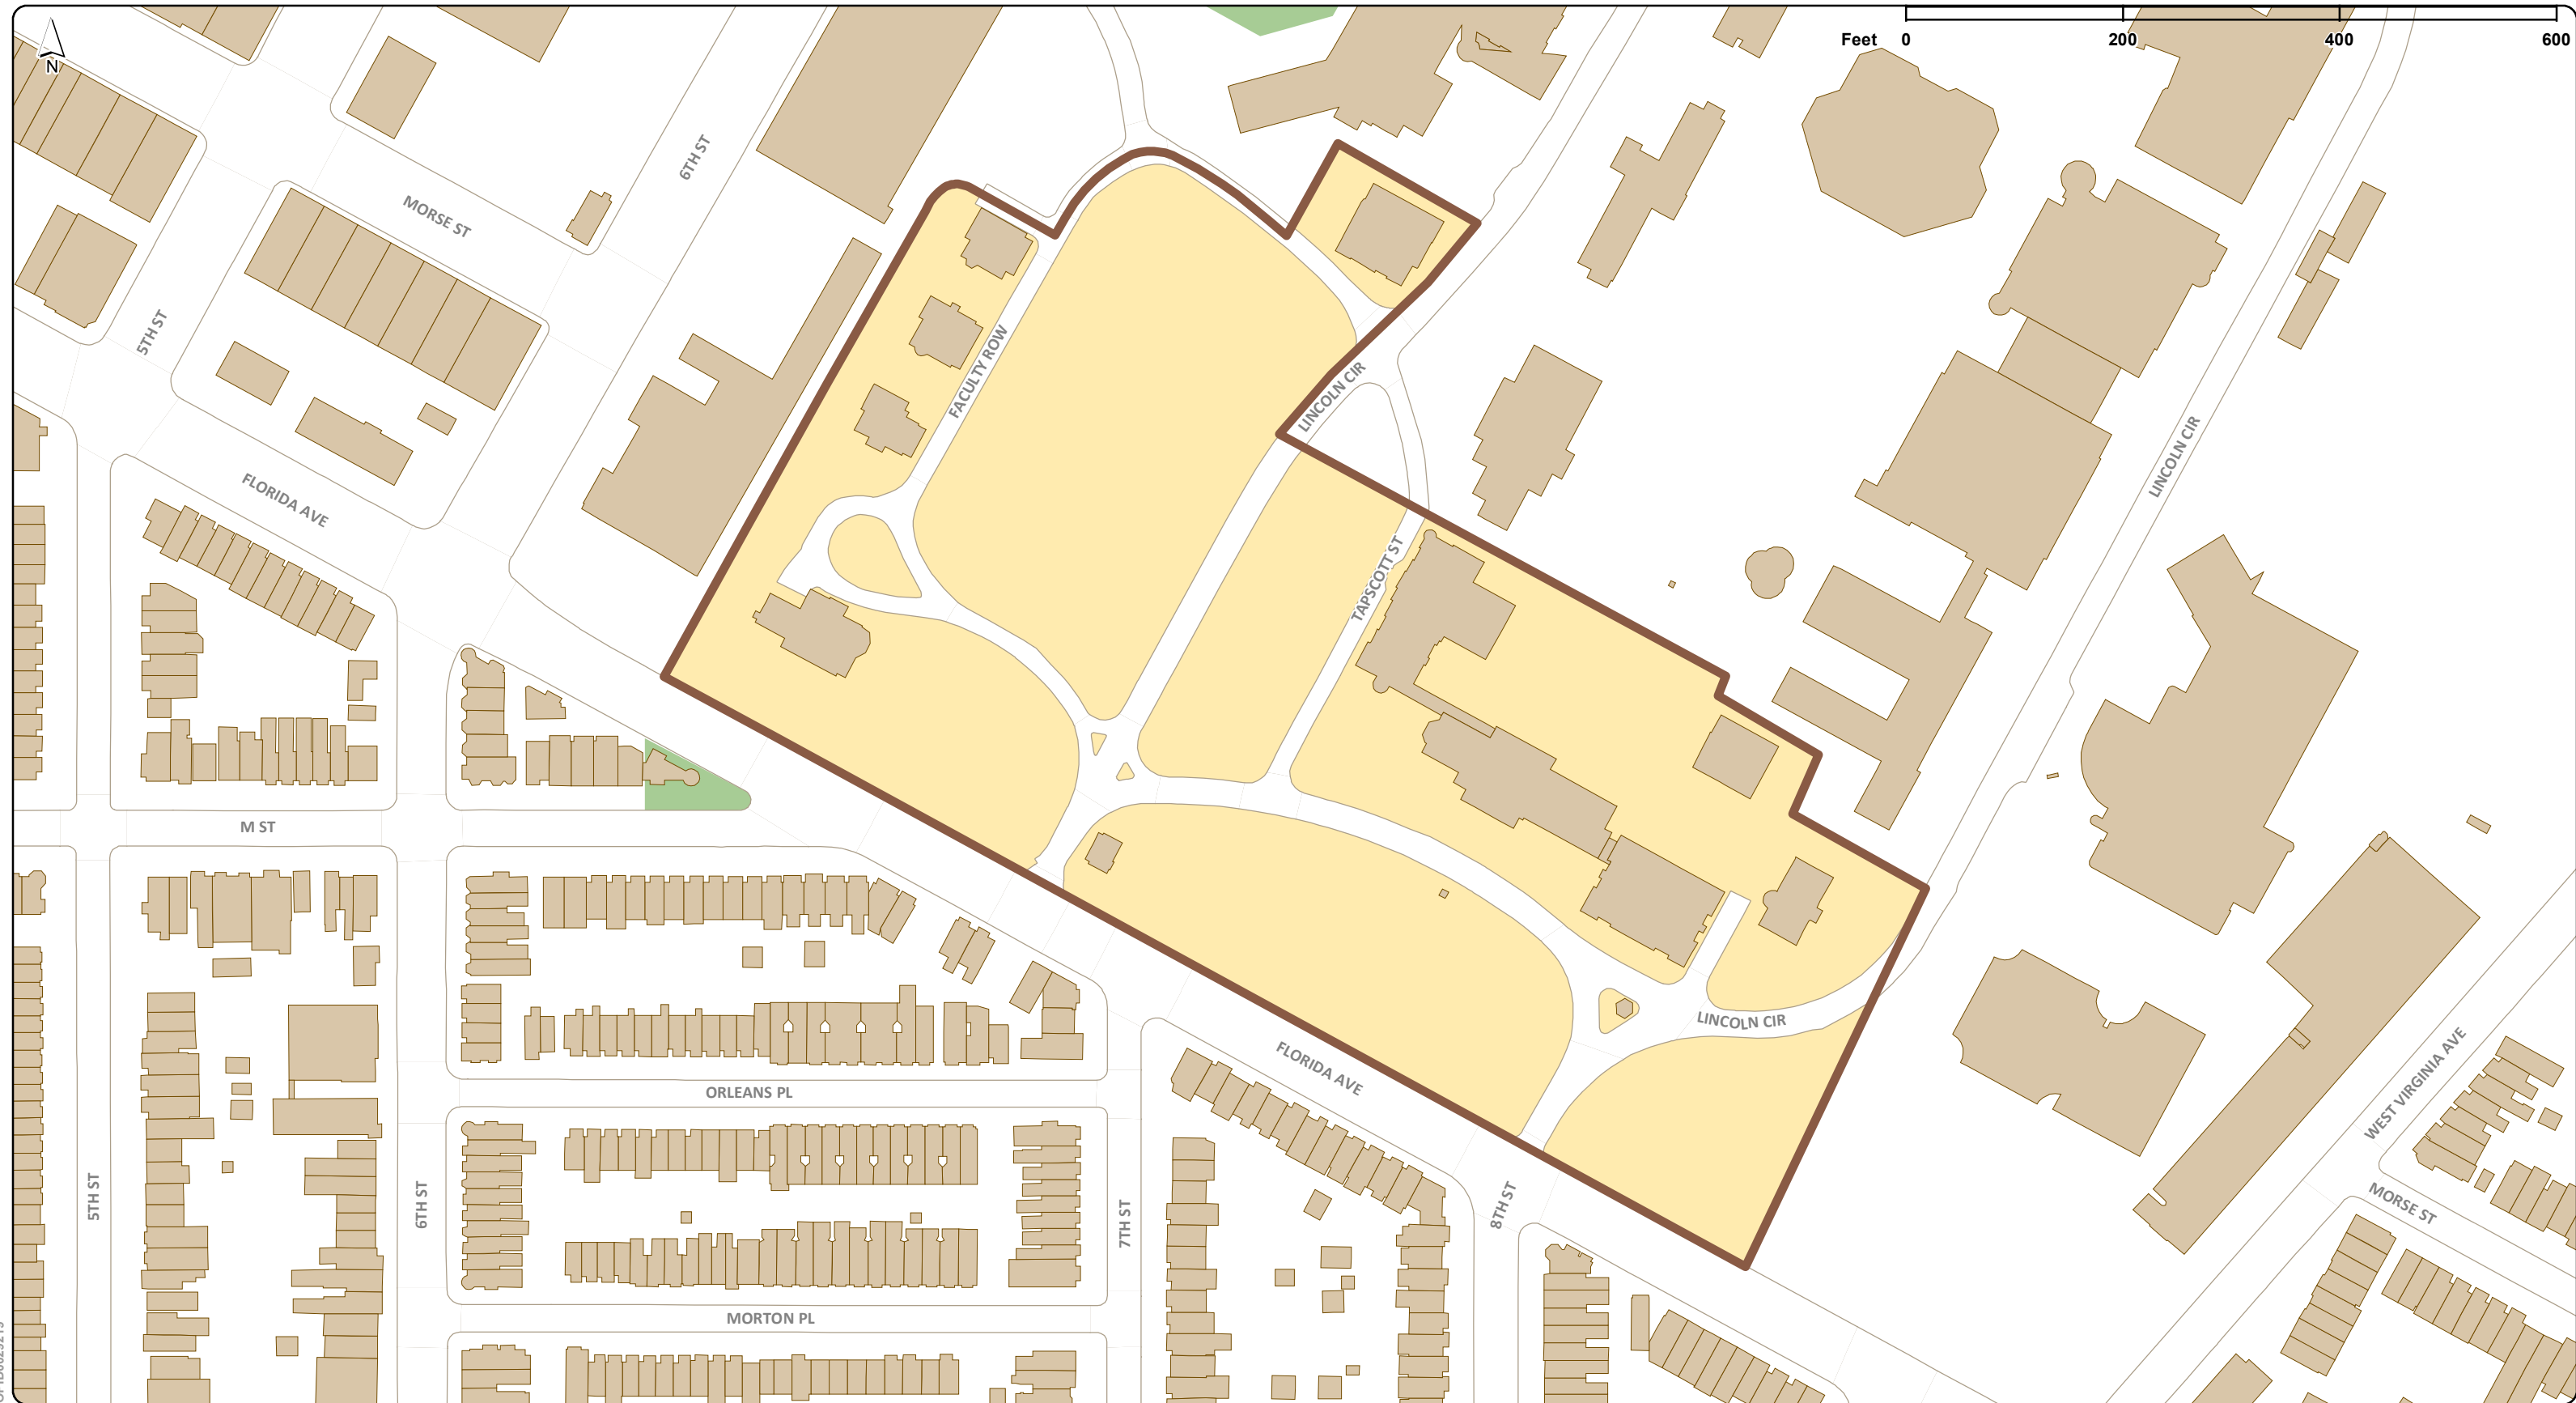 Feet 0 200 400 600
N
6TH ST
MORSE ST
5TH ST
FACULTY ROW
LINCOLN CIR
LINCOLN CIR
FLORIDA AVE
TAPSCOTT ST
M ST
LINCOLN CIR
FLORIDA AVE
WEST VIRGINIA AVE
ORLEANS PL
5TH ST
6TH ST
7TH ST
8TH ST
MORSE ST
MORTON PL